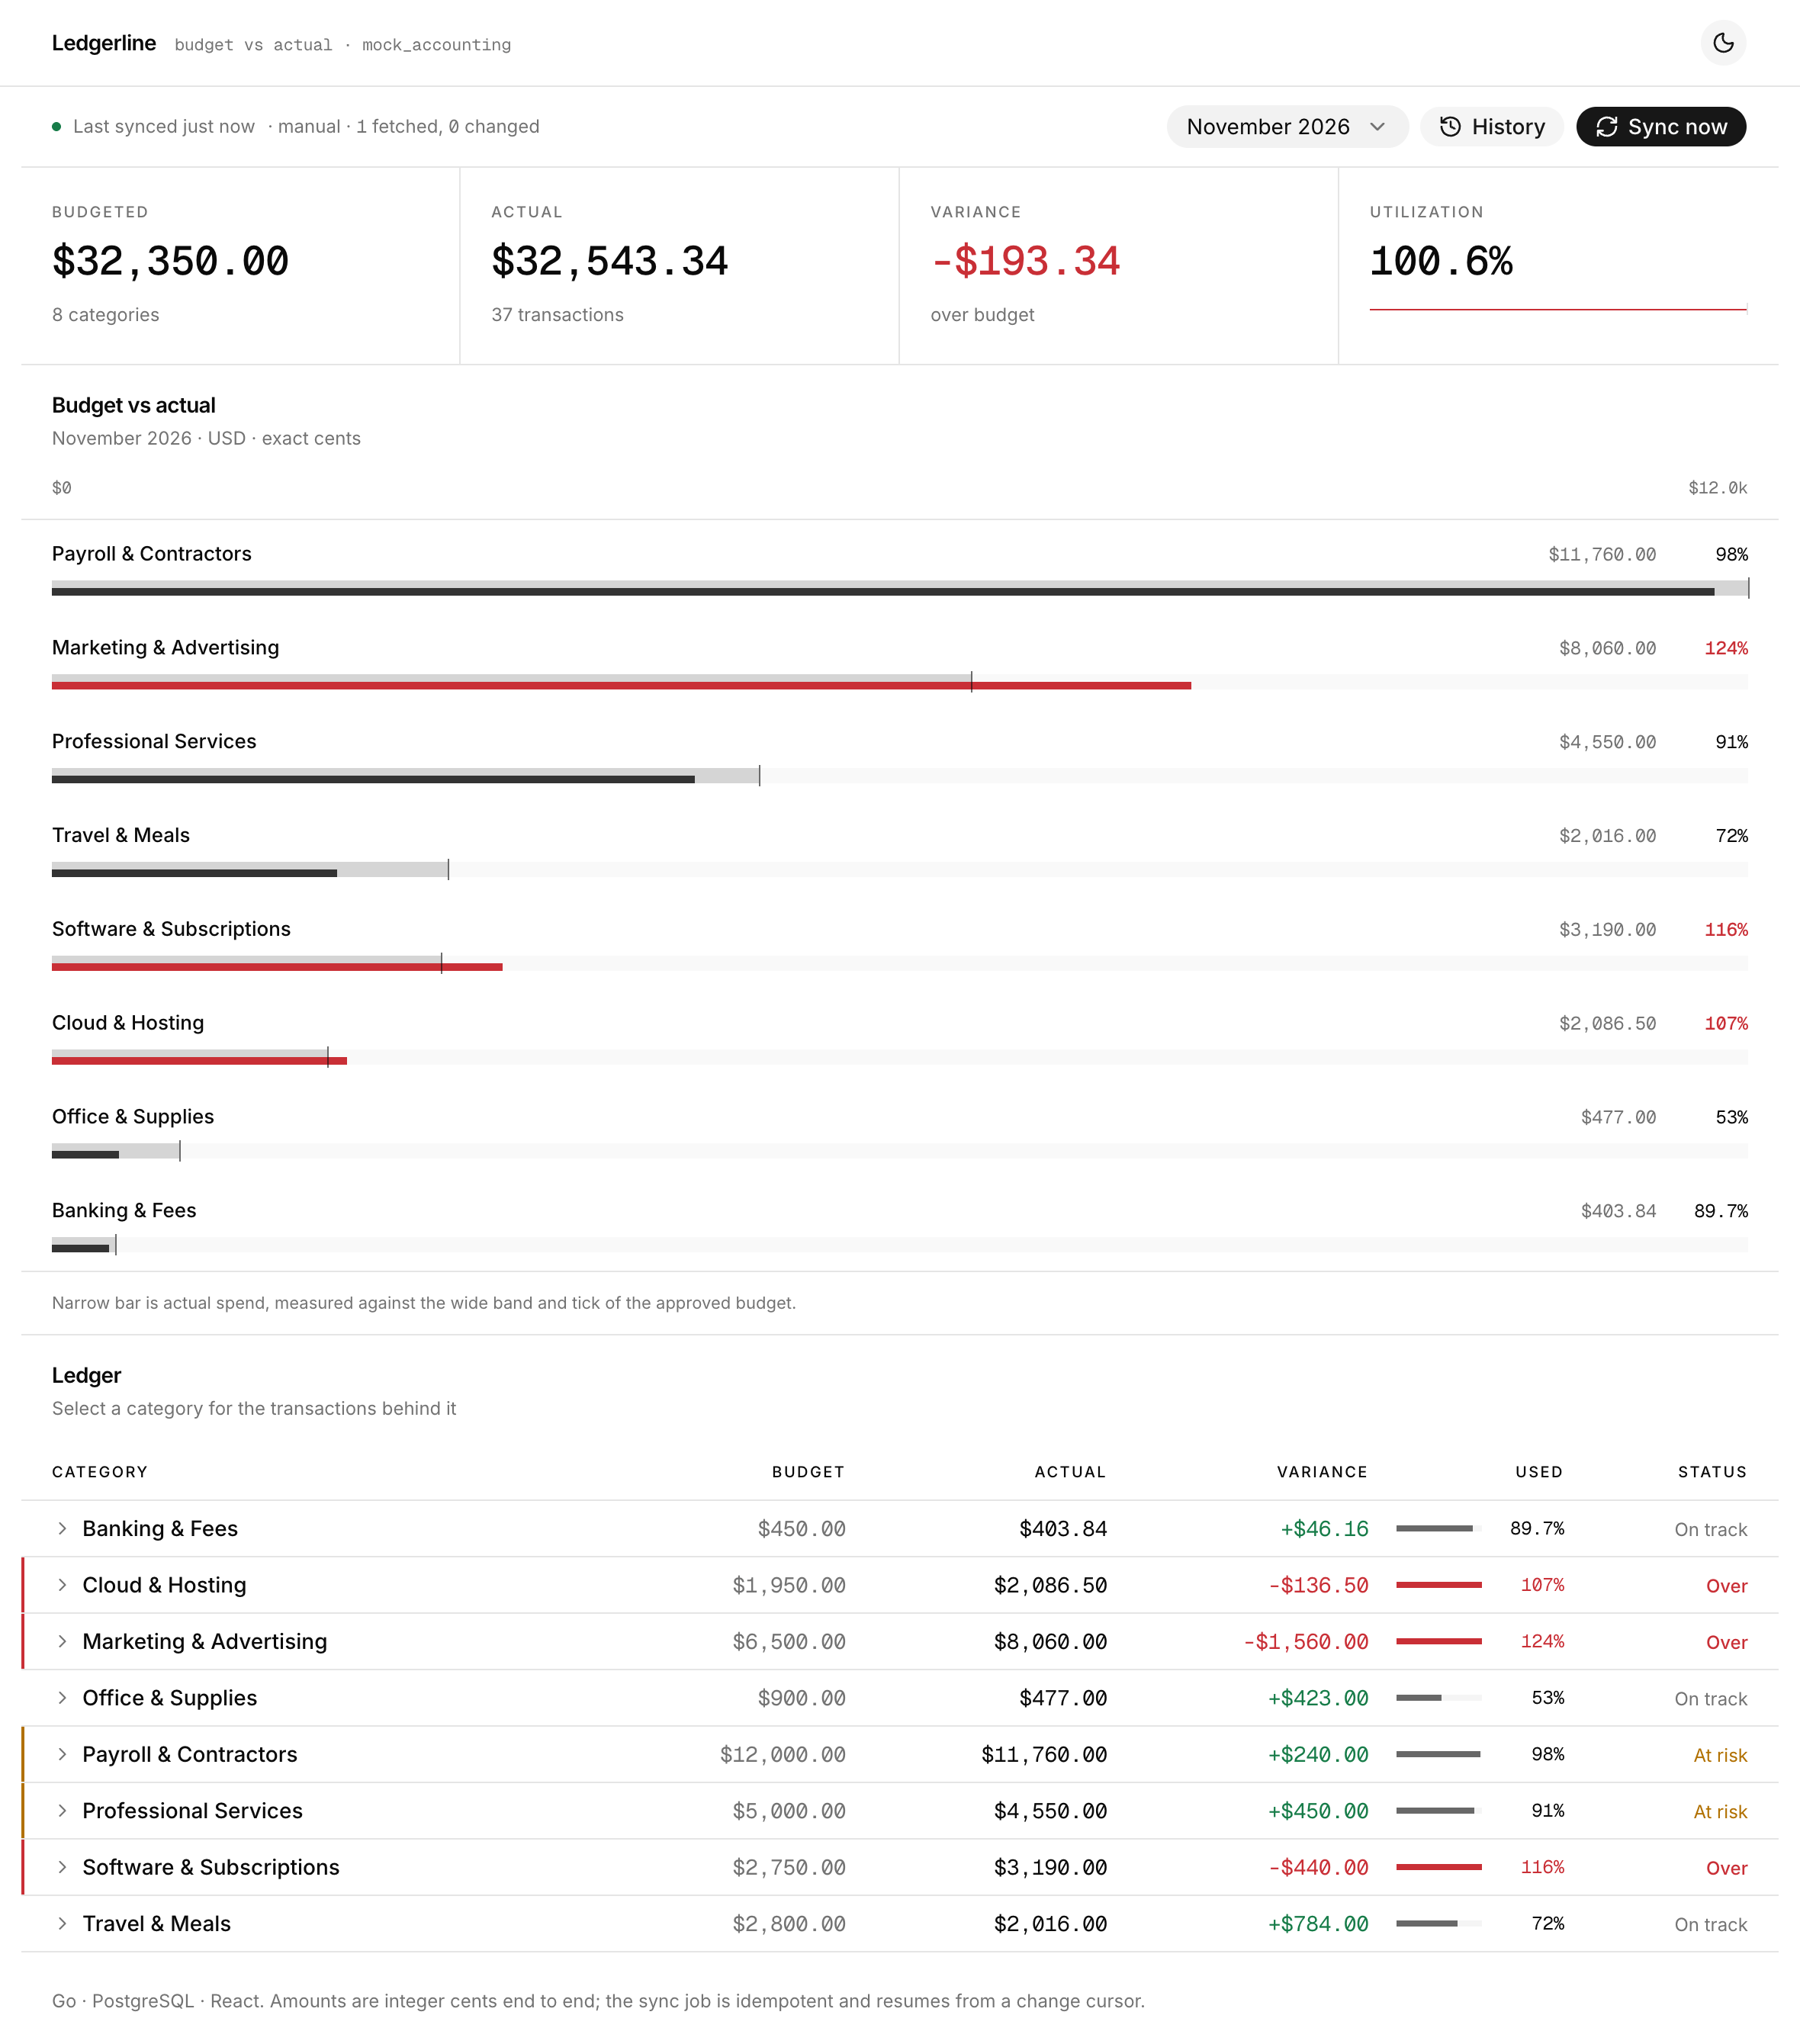 Ledgerline budget vs actual · mock_accounting
Last synced just now · manual · 1 fetched, 0 changed November 2026 History Sync now
BUDGETED ACTUAL VARIANCE UTILIZATION
$32,350.00 $32,543.34 -$193.34 100.6%
8 categories 37 transactions over budget
Budget vs actual
November 2026 · USD · exact cents
$0 $12.0k
Payroll & Contractors $11,760.00 98%
Marketing & Advertising $8,060.00 124%
Professional Services $4,550.00 91%
Travel & Meals $2,016.00 72%
Software & Subscriptions $3,190.00 116%
Cloud & Hosting $2,086.50 107%
Office & Supplies $477.00 53%
Banking & Fees $403.84 89.7%
Narrow bar is actual spend, measured against the wide band and tick of the approved budget.
Ledger
Select a category for the transactions behind it
CATEGORY BUDGET ACTUAL VARIANCE USED STATUS
Banking & Fees $450.00 $403.84 +$46.16 89.7% On track
Cloud & Hosting $1,950.00 $2,086.50 -$136.50 107% Over
Marketing & Advertising $6,500.00 $8,060.00 -$1,560.00 124% Over
Office & Supplies $900.00 $477.00 +$423.00 53% On track
Payroll & Contractors $12,000.00 $11,760.00 +$240.00 98% At risk
Professional Services $5,000.00 $4,550.00 +$450.00 91% At risk
Software & Subscriptions $2,750.00 $3,190.00 -$440.00 116% Over
Travel & Meals $2,800.00 $2,016.00 +$784.00 72% On track
Go · PostgreSQL · React. Amounts are integer cents end to end; the sync job is idempotent and resumes from a change cursor.